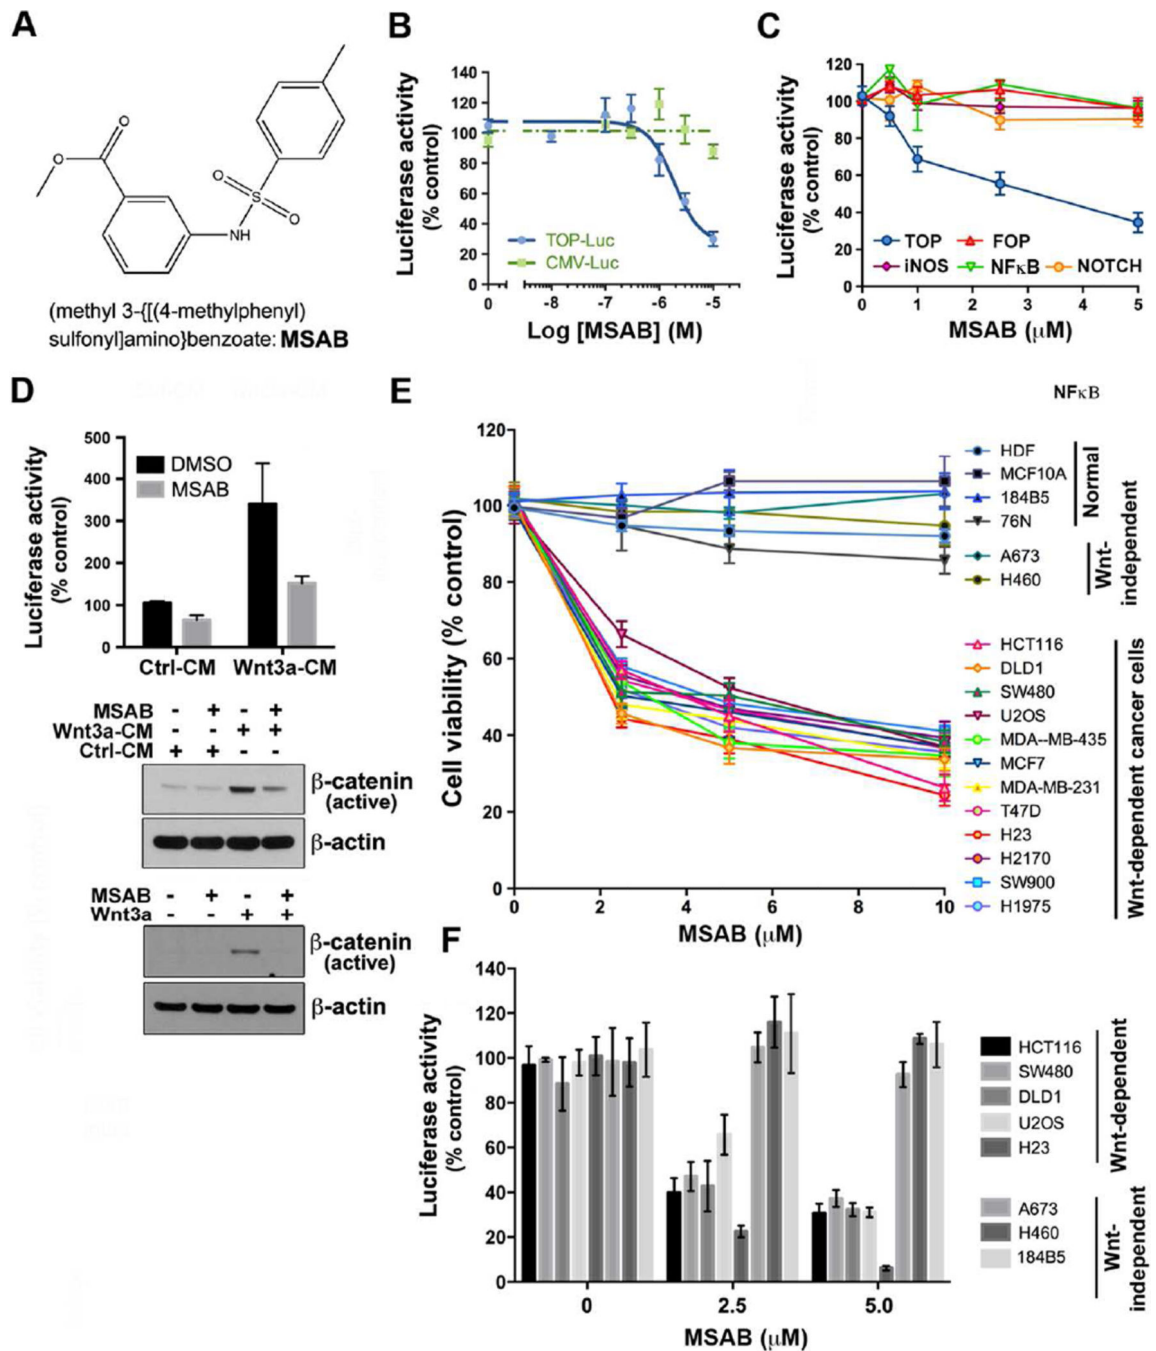 A
O
O
O
S
O
NH
(methyl 3-{[(4-methylphenyl)
sulfonyl]amino}benzoate: MSAB
B
Luciferase activity
(% control)
140
120
100
80
60
40
20
0
TOP-Luc
CMV-Luc
0 -8 -7 -6 -5
Log [MSAB] (M)
C
Luciferase activity
(% control)
120
100
80
60
40
20
0
TOP FOP
iNOS NFκB NOTCH
0 1 2 3 4 5
MSAB (μM)
D
Luciferase activity
(% control)
500
400
300
200
100
0
DMSO
MSAB
Ctrl-CM Wnt3a-CM
MSAB - + - +
Wnt3a-CM - - + +
Ctrl-CM + + - -
β-catenin
(active)
β-actin
MSAB - + - +
Wnt3a - - + +
β-catenin
(active)
β-actin
E
NFκB
Cell viability (% control)
120
100
80
60
40
20
0
0 2 4 6 8 10
MSAB (μM)
HDF
MCF10A
184B5
76N
Normal
A673
H460
Wnt-
independent
HCT116
DLD1
SW480
U2OS
MDA--MB-435
MCF7
MDA-MB-231
T47D
H23
H2170
SW900
H1975
Wnt-dependent cancer cells
F
Luciferase activity
(% control)
140
120
100
80
60
40
20
0
0 2.5 5.0
MSAB (μM)
HCT116
SW480
DLD1
U2OS
H23
Wnt-dependent
A673
H460
184B5
Wnt-
independent